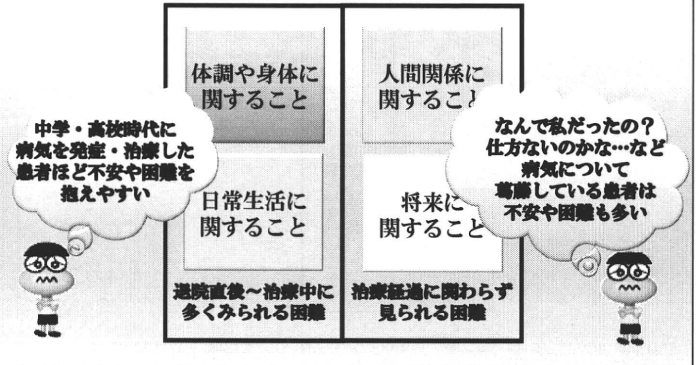 体調や身体に
関すること
人間関係に
関すること
中学・高校時代に
病気を発症・治療した
患者ほど不安や困難を
抱えやすい
なんで私だったの？
仕方ないのかな…など
病気について
葛藤している患者は
不安や困難も多い
日常生活に
関すること
将来に
関すること
退院直後～治療中に
多くみられる困難
治療経過に関わらず
見られる困難